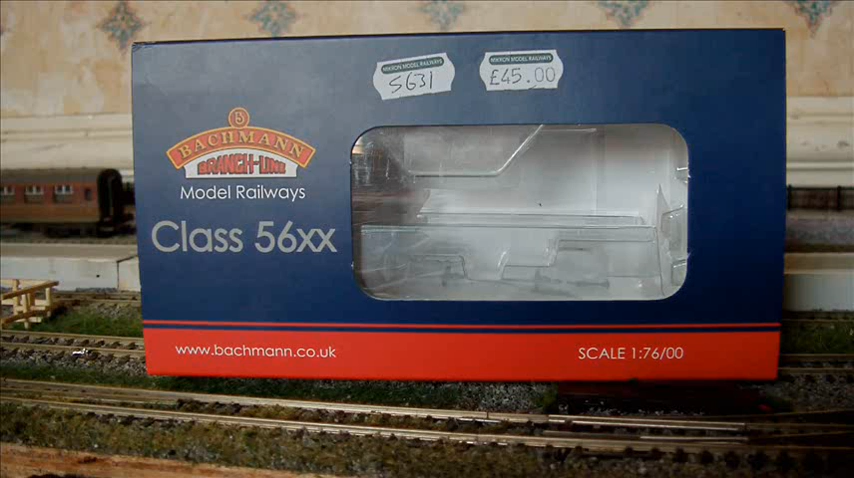 MIKRON MODEL RAILWAYS
5631
MIKRON MODEL RAILWAYS
£45.00
B
BACHMANN
BRANCH-LINE
Model Railways
Class 56xx
www.bachmann.co.uk
SCALE 1:76/00